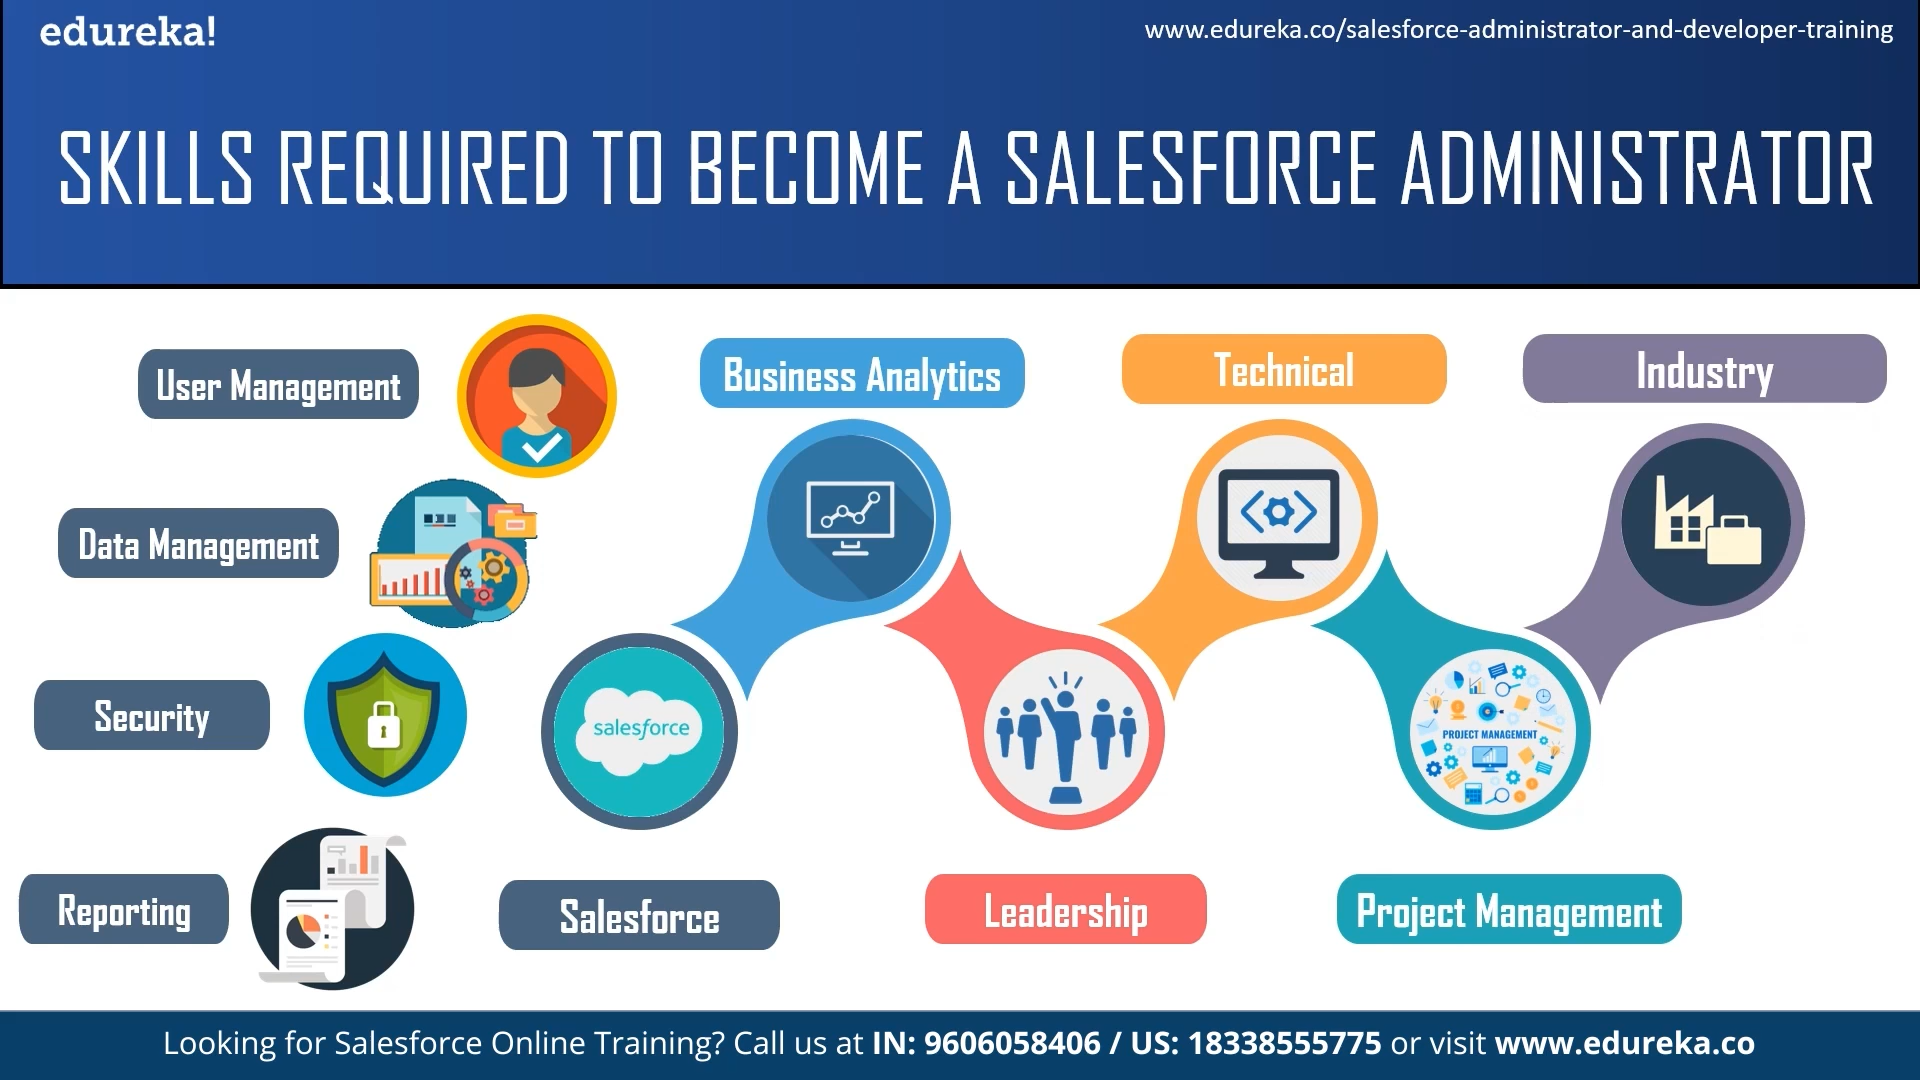 edureka!
www.edureka.co/salesforce-administrator-and-developer-training
SKILLS REQUIRED TO BECOME A SALESFORCE ADMINISTRATOR
User Management
Business Analytics
Technical
Industry
Data Management
Security
salesforce
PROJECT MANAGEMENT
Reporting
Salesforce
Leadership
Project Management
Looking for Salesforce Online Training? Call us at IN: 9606058406 / US: 18338555775 or visit www.edureka.co